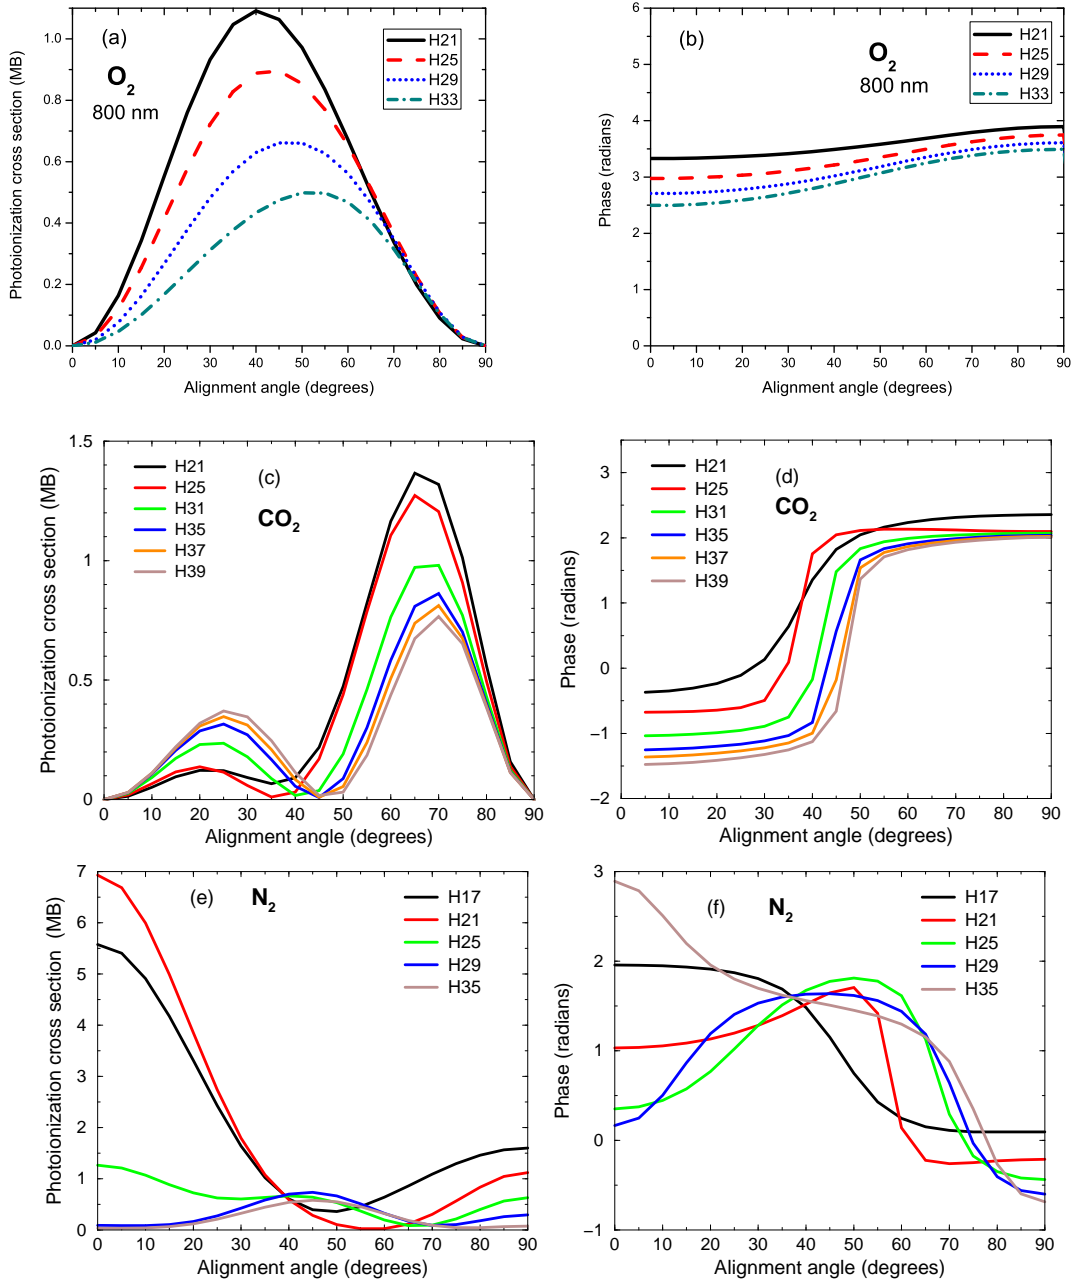 (a)
O2
800 nm
H21
H25
H29
H33
Photoionization cross section (MB)
1.0
0.8
0.6
0.4
0.2
0.0
0 10 20 30 40 50 60 70 80 90
Alignment angle (degrees)
(b)
O2
800 nm
H21
H25
H29
H33
Phase (radians)
6
5
4
3
2
1
0
0 10 20 30 40 50 60 70 80 90
Alignment angle (degrees)
H21
H25
H31
H35
H37
H39
(c)
CO2
Photoionization cross section (MB)
1.5
1
0.5
0
0 10 20 30 40 50 60 70 80 90
Alignment angle (degrees)
H21
H25
H31
H35
H37
H39
(d)
CO2
Phase (radians)
3
2
1
0
−1
−2
0 10 20 30 40 50 60 70 80 90
Alignment angle (degrees)
(e)
N2
H17
H21
H25
H29
H35
Photoionization cross section (MB)
7
6
5
4
3
2
1
0
0 10 20 30 40 50 60 70 80 90
Alignment angle (degrees)
(f)
N2
H17
H21
H25
H29
H35
Phase (radians)
3
2
1
0
−1
0 10 20 30 40 50 60 70 80 90
Alignment angle (degrees)